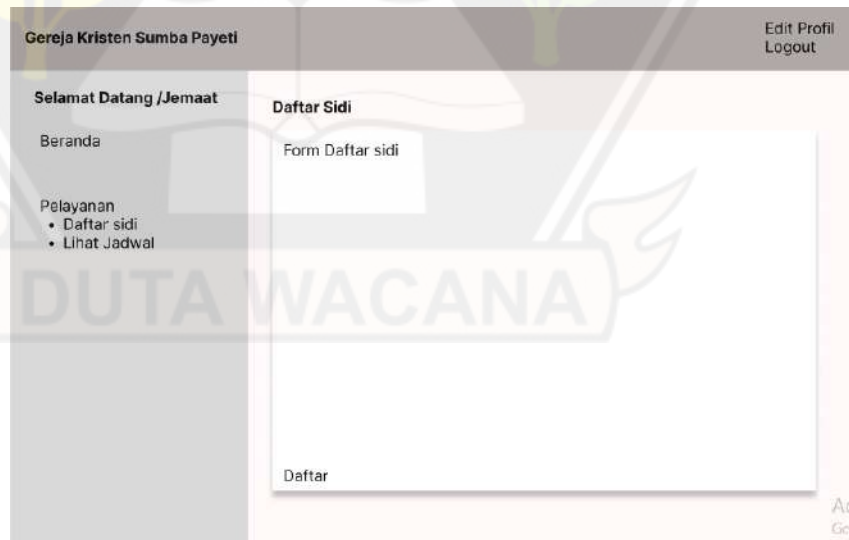 Gereja Kristen Sumba Payeti
Edit Profil
Logout
Selamat Datang /Jemaat
Beranda
Pelayanan
• Daftar sidi
• Lihat Jadwal
Daftar Sidi
Form Daftar sidi
Daftar
DUTA WACANA